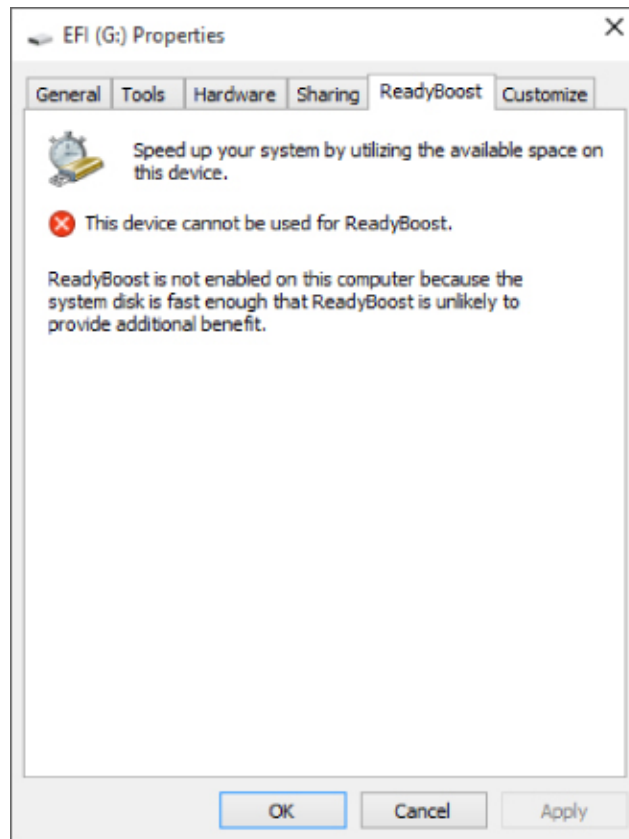 EFI (G:) Properties
General Tools Hardware Sharing ReadyBoost Customize
Speed up your system by utilizing the available space on
this device.
This device cannot be used for ReadyBoost.
ReadyBoost is not enabled on this computer because the
system disk is fast enough that ReadyBoost is unlikely to
provide additional benefit.
OK Cancel Apply